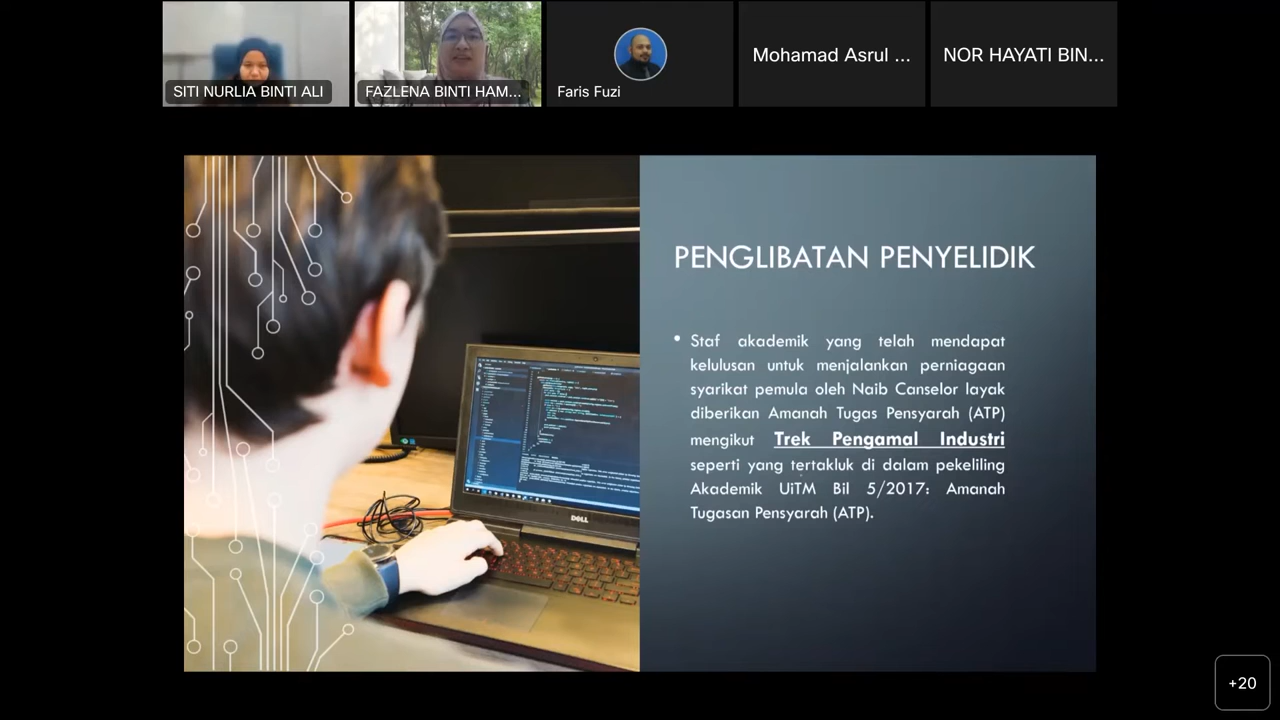 SITI NURLIA BINTI ALI
FAZLENA BINTI HAM...
Faris Fuzi
Mohamad Asrul ...
NOR HAYATI BIN...
PENGLIBATAN PENYELIDIK
• Staf akademik yang telah mendapat
kelulusan untuk menjalankan perniagaan
syarikat pemula oleh Naib Canselor layak
diberikan Amanah Tugas Pensyarah (ATP)
mengikut Trek Pengamal Industri
seperti yang tertakluk di dalam pekeliling
Akademik UiTM Bil 5/2017: Amanah
Tugasan Pensyarah (ATP).
DELL
+20